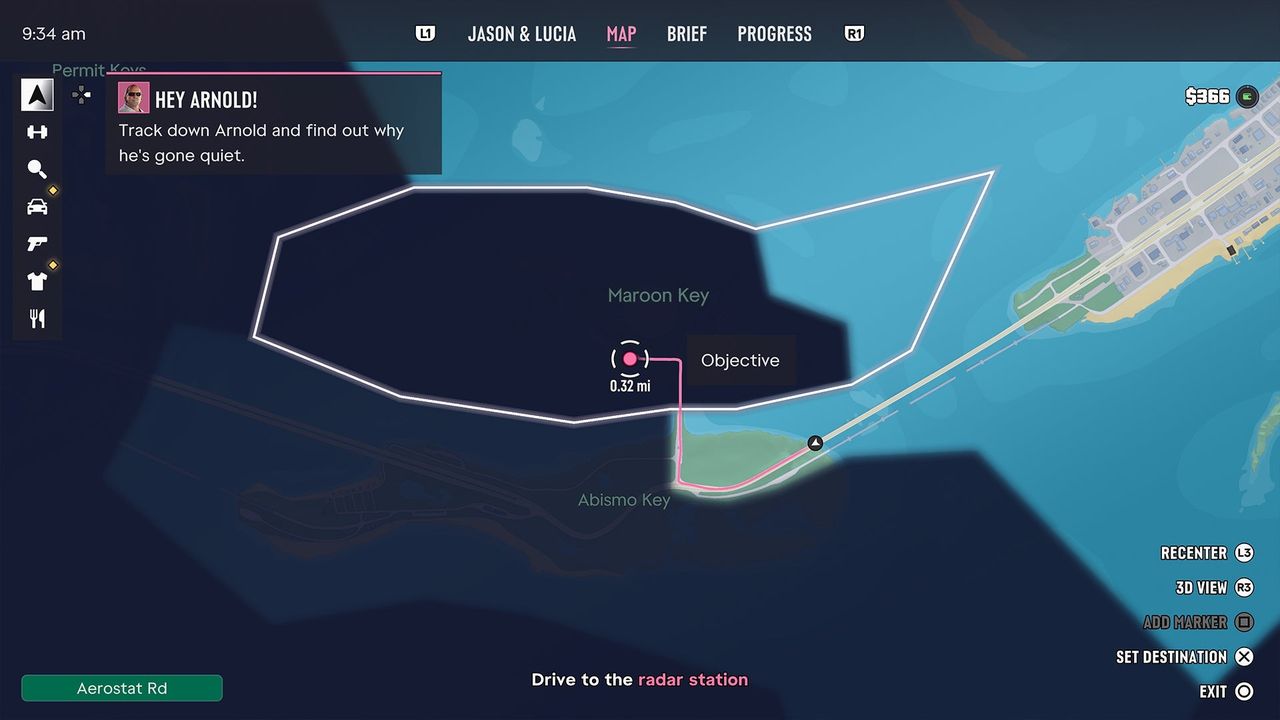 9:34 am
L1
JASON & LUCIA
MAP
BRIEF
PROGRESS
R1
Permit Keys
HEY ARNOLD!
Track down Arnold and find out why
he's gone quiet.
$366
Maroon Key
Objective
0.32 mi
Abismo Key
RECENTER L3
3D VIEW R3
ADD MARKER
SET DESTINATION
EXIT
Drive to the radar station
Aerostat Rd